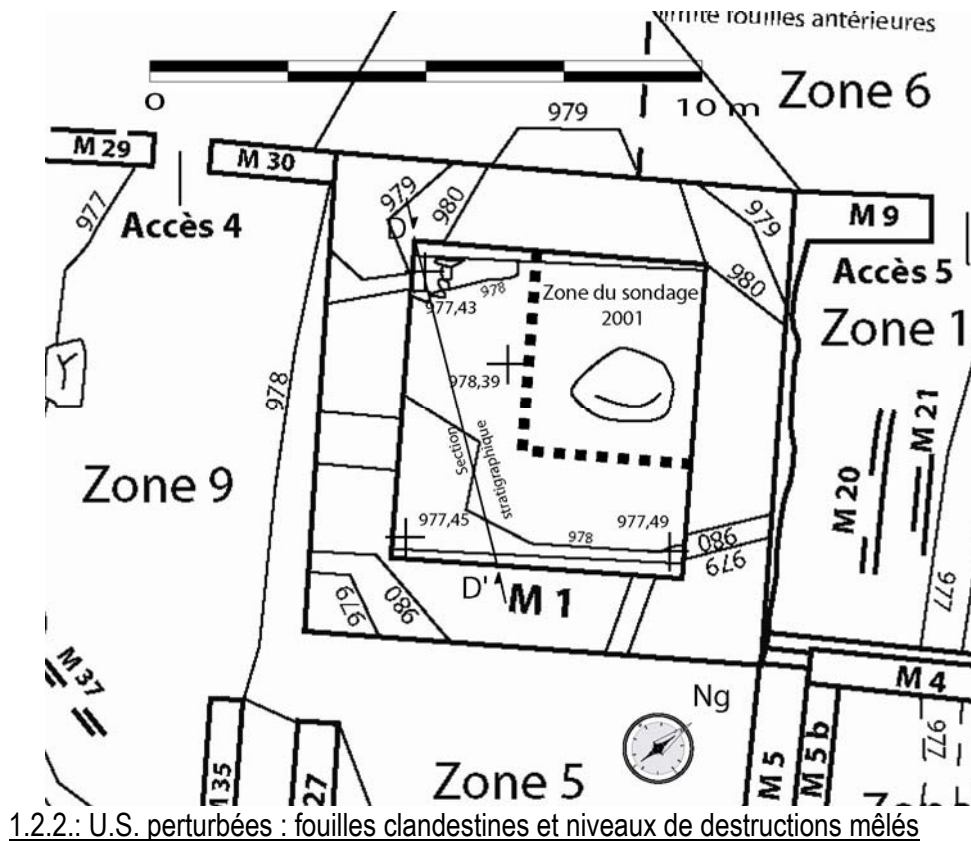 limite fouilles antérieures
Zone 6
0
10 m
979
M 29
M 30
979
980
979
M 9
977
Accès 4
D
980
Accès 5
978
Zone du sondage
2001
977,43
Zone 1
978,39
978
M 21
Section
stratigraphique
Zone 9
M 20
977,45
978
977,49
980
979
977
D'
M 1
979
980
M 37
M 4
Ng
977
M 5
M 5 b
35
27
Zone 5
1.2.2.: U.S. perturbées : fouilles clandestines et niveaux de destructions mêlés